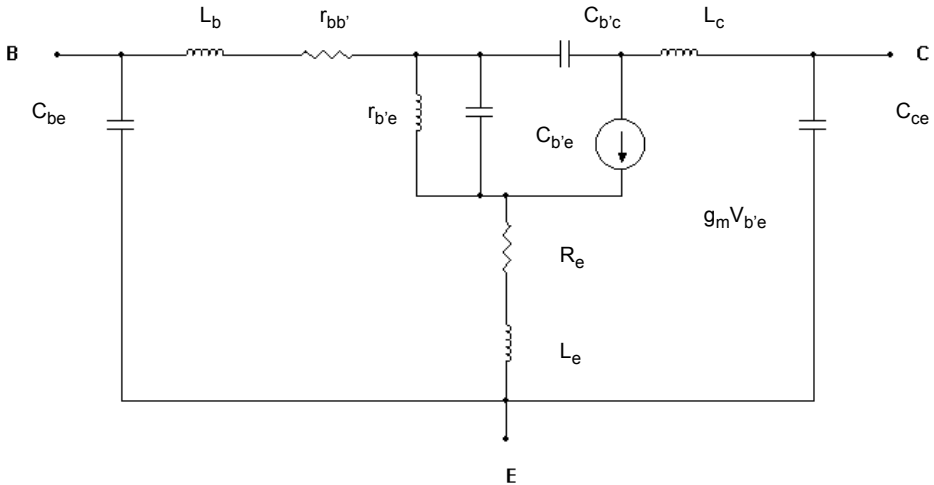 L_b
r_bb'
C_b'c
L_c
B
C
C_be
r_b'e
C_b'e
C_ce
g_mV_b'e
R_e
L_e
E